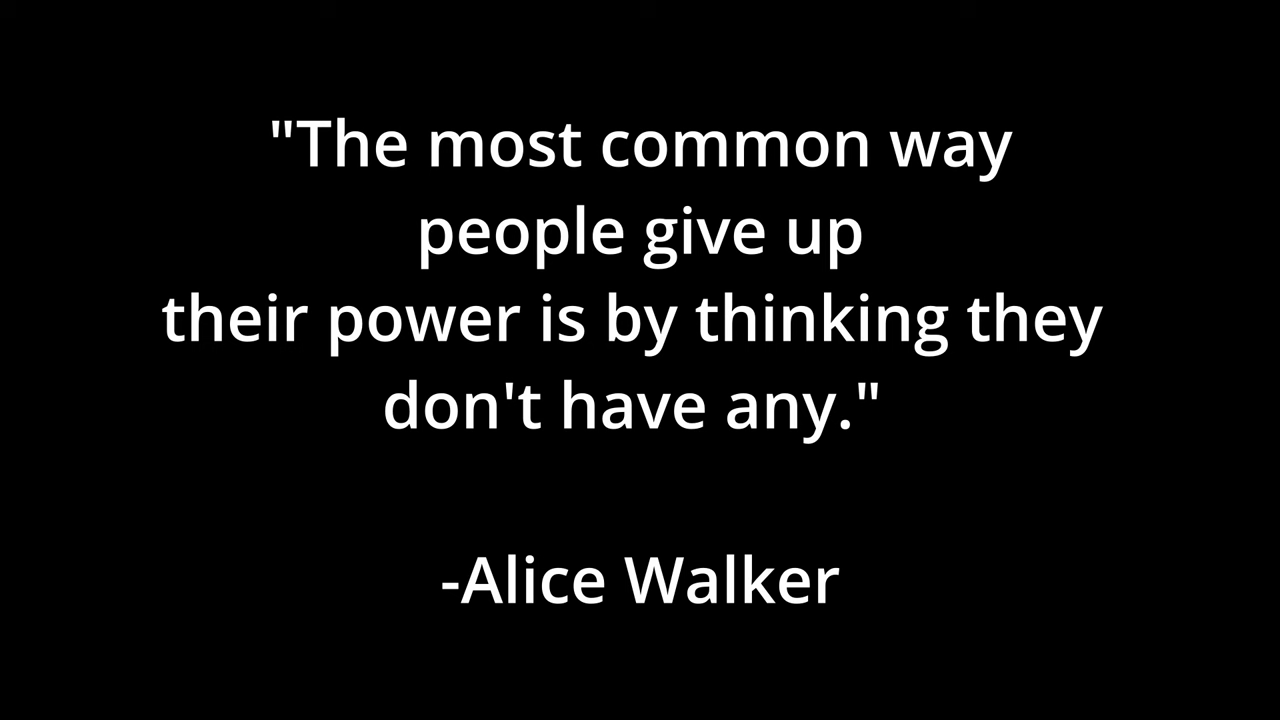 "The most common way
people give up
their power is by thinking they
don't have any."
-Alice Walker